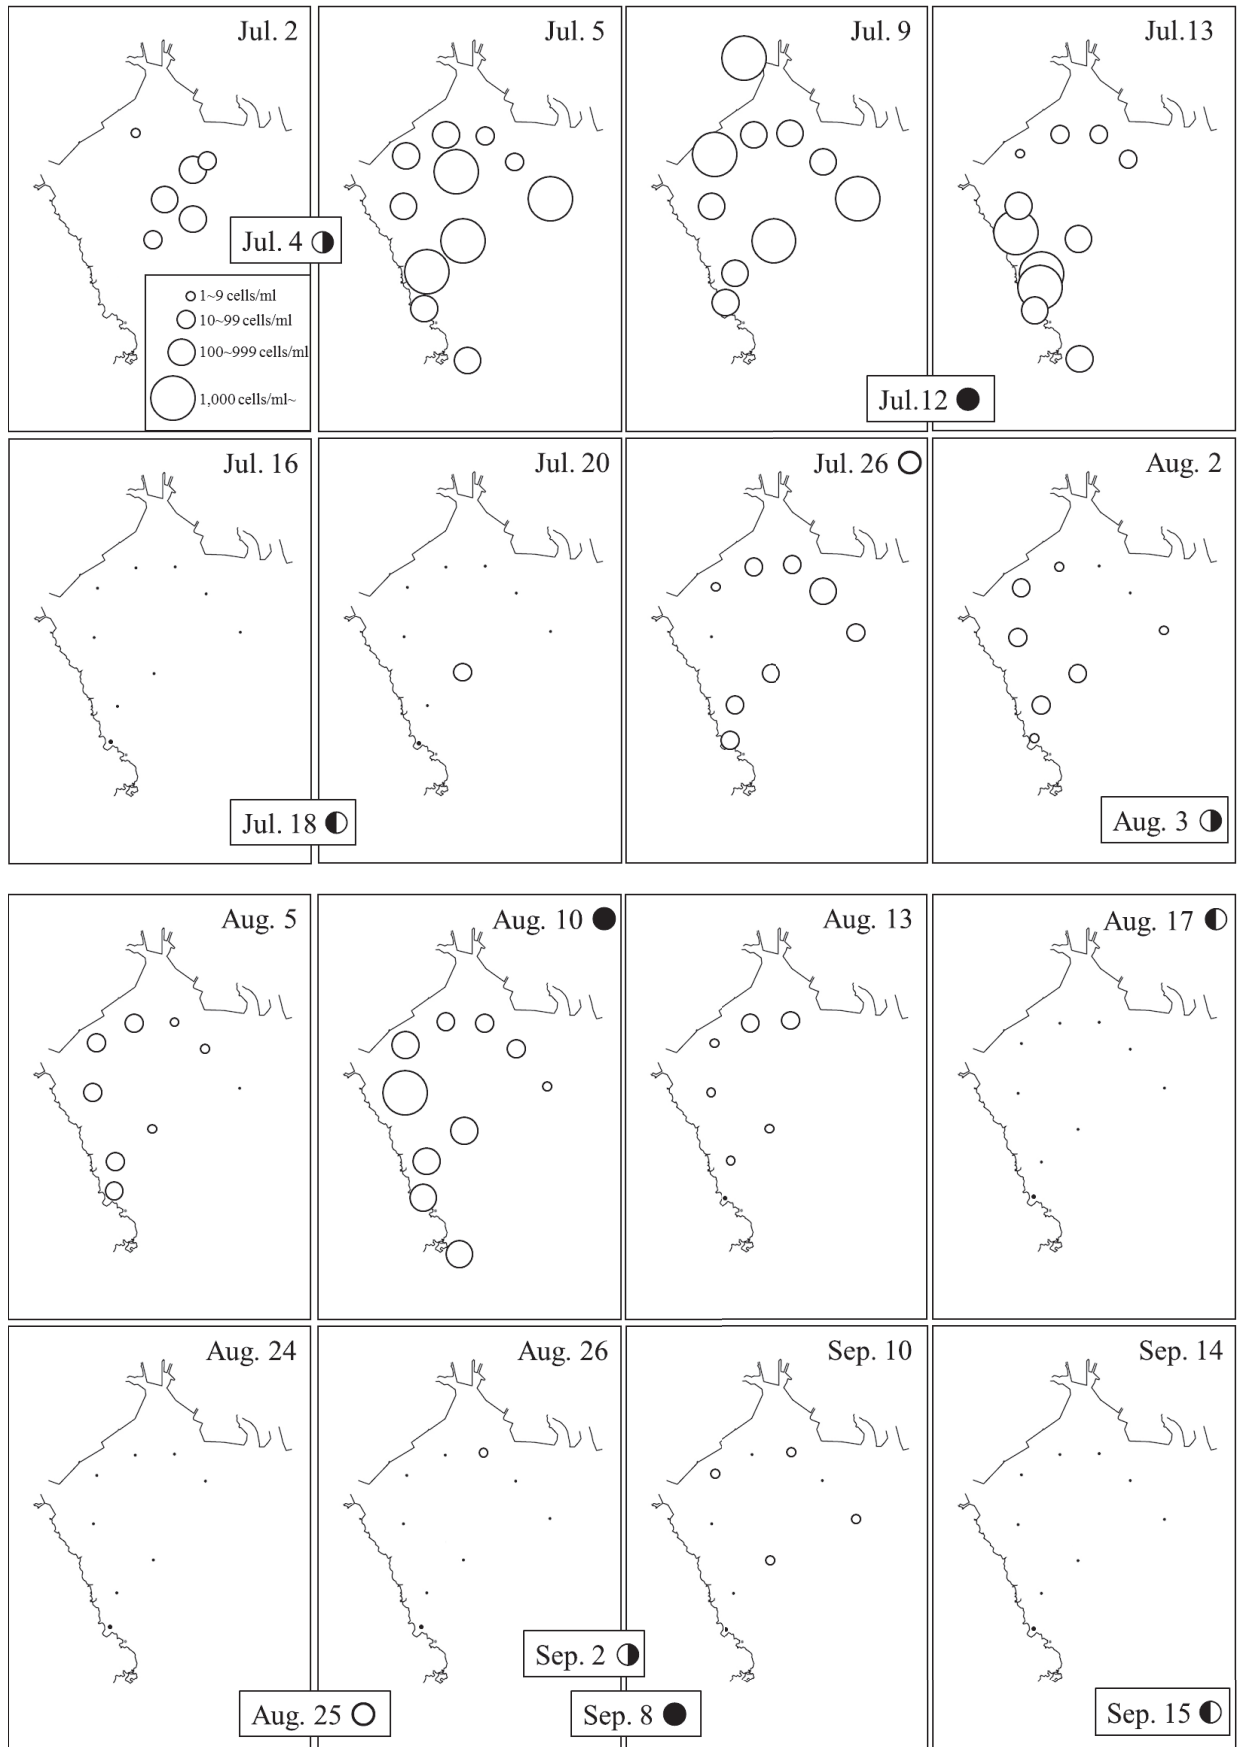 Jul. 2
Jul. 5
Jul. 9
Jul.13
Jul. 4
1~9 cells/ml
10~99 cells/ml
100~999 cells/ml
1,000 cells/ml~
Jul.12
Jul. 16
Jul. 20
Jul. 26
Aug. 2
Jul. 18
Aug. 3
Aug. 5
Aug. 10
Aug. 13
Aug. 17
Aug. 24
Aug. 26
Sep. 10
Sep. 14
Sep. 2
Aug. 25
Sep. 8
Sep. 15